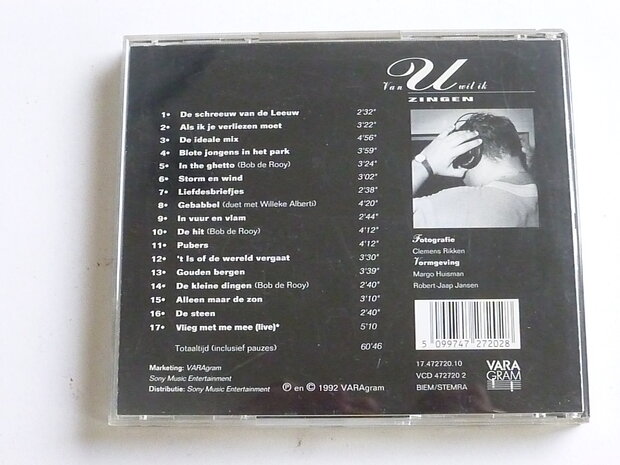 Van U wil ik
ZINGEN
1• De schreeuw van de Leeuw 2'32"
2• Als ik je verliezen moet 3'22"
3• De ideale mix 4'56"
4• Blote jongens in het park 3'59"
5• In the ghetto (Bob de Rooy) 3'24"
6• Storm en wind 3'02"
7• Liefdesbriefjes 2'38"
8• Gebabbel (duet met Willeke Alberti) 4'20"
9• In vuur en vlam 2'44"
10• De hit (Bob de Rooy) 4'12"
11• Pubers 4'12"
12• 't Is of de wereld vergaat 3'30"
13• Gouden bergen 3'39"
14• De kleine dingen (Bob de Rooy) 2'40"
15• Alleen maar de zon 3'10"
16• De steen 2'40"
17• Vlieg met me mee (live)* 5'10
Totaaltijd (inclusief pauzes) 60'46
Marketing: VARAgram
Sony Music Entertainment
Distributie: Sony Music Entertainment
℗ en © 1992 VARAgram
Fotografie
Clemens Rikken
Vormgeving
Margo Huisman
Robert Jaap Jansen
5 099747 272028
17.472720.10
VCD 472720 2
BIEM/STEMRA
VARA
GRAM